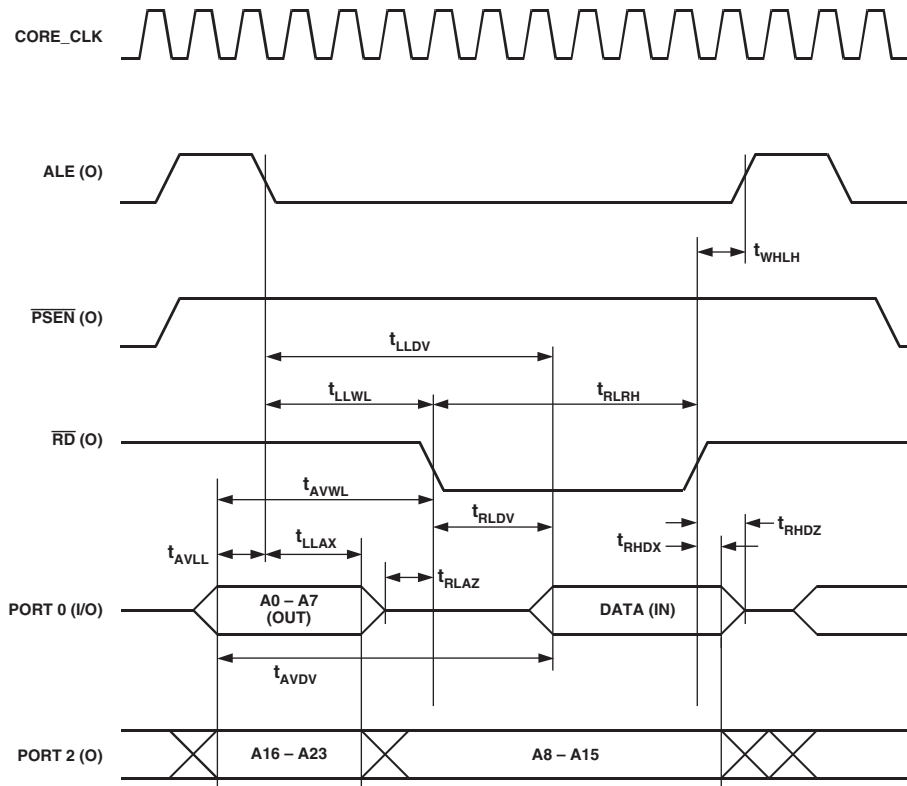 CORE_CLK
ALE (O)
tWHLH
PSEN (O)
tLLDV
tLLWL
tRLRH
RD (O)
tAVWL
tRLDV
tRHDZ
tAVLL
tLLAX
tRHDX
tRLAZ
PORT 0 (I/O)
A0 – A7
(OUT)
DATA (IN)
tAVDV
PORT 2 (O)
A16 – A23
A8 – A15